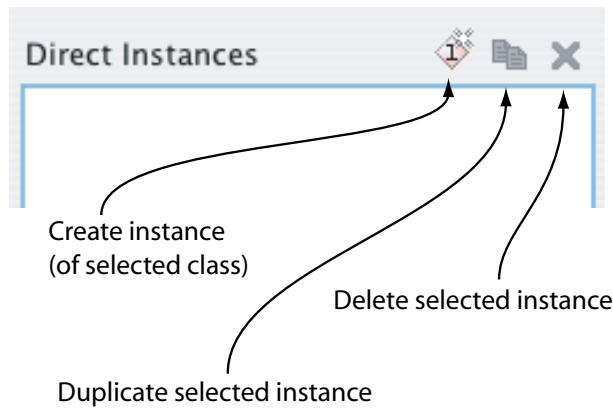 Direct Instances
1
Create instance
(of selected class)
Delete selected instance
Duplicate selected instance